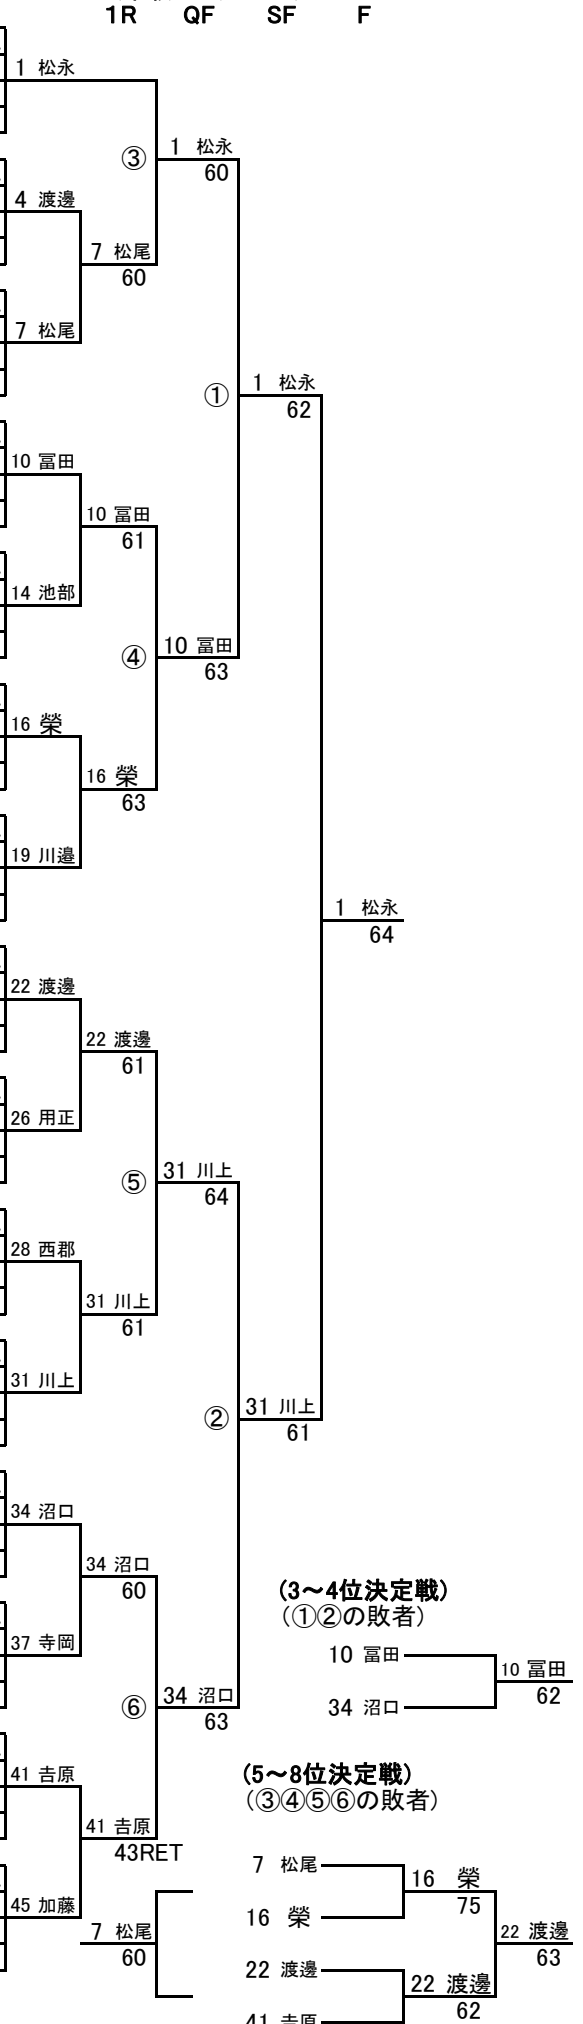 1R QF SF F
1 松永
③ 1 松永
60
4 渡邊
7 松尾
60
7 松尾
① 1 松永
62
10 冨田
10 冨田
61
14 池部
④ 10 冨田
63
16 榮
16 榮
63
19 川邉
1 松永
64
22 渡邊
22 渡邊
61
26 用正
⑤ 31 川上
64
28 西郡
31 川上
61
31 川上
② 31 川上
61
34 沼口
34 沼口
60
37 寺岡
⑥ 34 沼口
63
41 吉原
41 吉原
43RET
45 加藤
(3～4位決定戦)
(①②の敗者)
10 冨田
10 冨田
62
34 沼口
(5～8位決定戦)
(③④⑤⑥の敗者)
7 松尾
16 榮
75
16 榮
7 松尾
60
22 渡邊
63
22 渡邊
22 渡邊
62
41 吉原